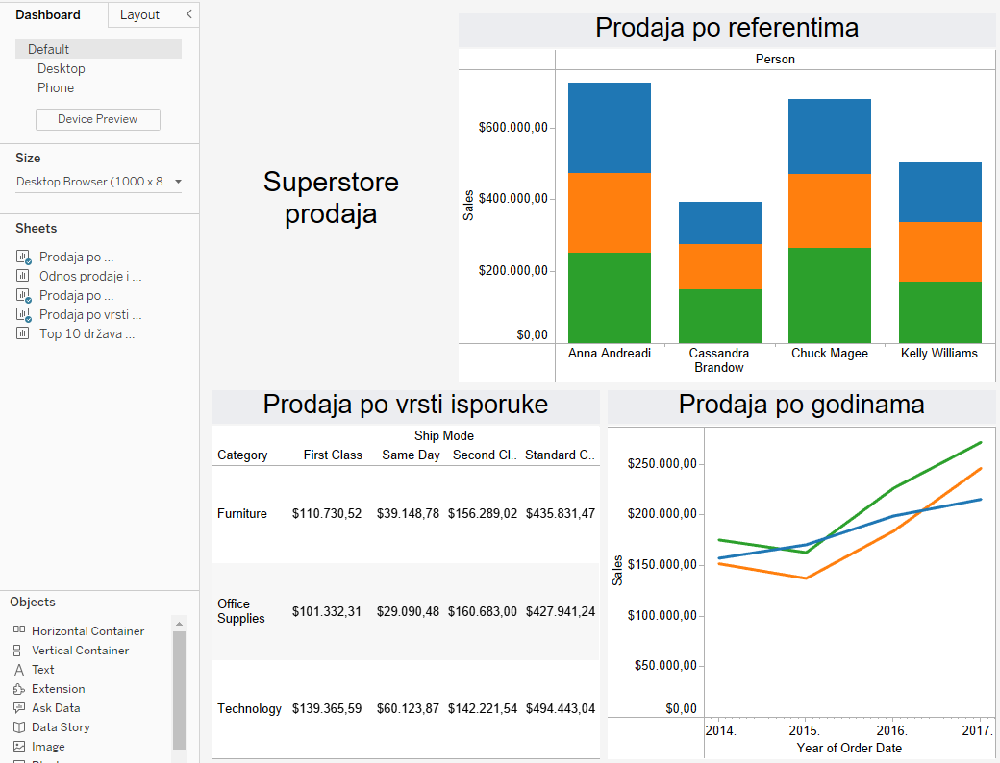 Dashboard
Layout
Default
Desktop
Phone
Device Preview
Size
Desktop Browser (1000 x 8...
Sheets
Prodaja po ...
Odnos prodaje i ...
Prodaja po ...
Prodaja po vrsti ...
Top 10 država ...
Objects
Horizontal Container
Vertical Container
Text
Extension
Ask Data
Data Story
Image
Superstore
prodaja
Prodaja po referentima
Person
Sales
$600.000,00
$400.000,00
$200.000,00
$0,00
Anna Andreadi
Cassandra
Brandow
Chuck Magee
Kelly Williams
Prodaja po vrsti isporuke
Ship Mode
Category First Class Same Day Second Cl.. Standard C..
Furniture $110.730,52 $39.148,78 $156.289,02 $435.831,47
Office
Supplies $101.332,31 $29.090,48 $160.683,00 $427.941,24
Technology $139.365,59 $60.123,87 $142.221,54 $494.443,04
Prodaja po godinama
Sales
$250.000,00
$200.000,00
$150.000,00
$100.000,00
$50.000,00
$0,00
2014. 2015. 2016. 2017.
Year of Order Date